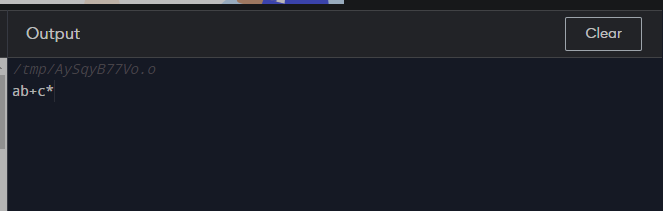 Output
Clear
/tmp/AySqyB77Vo.o
ab+c*